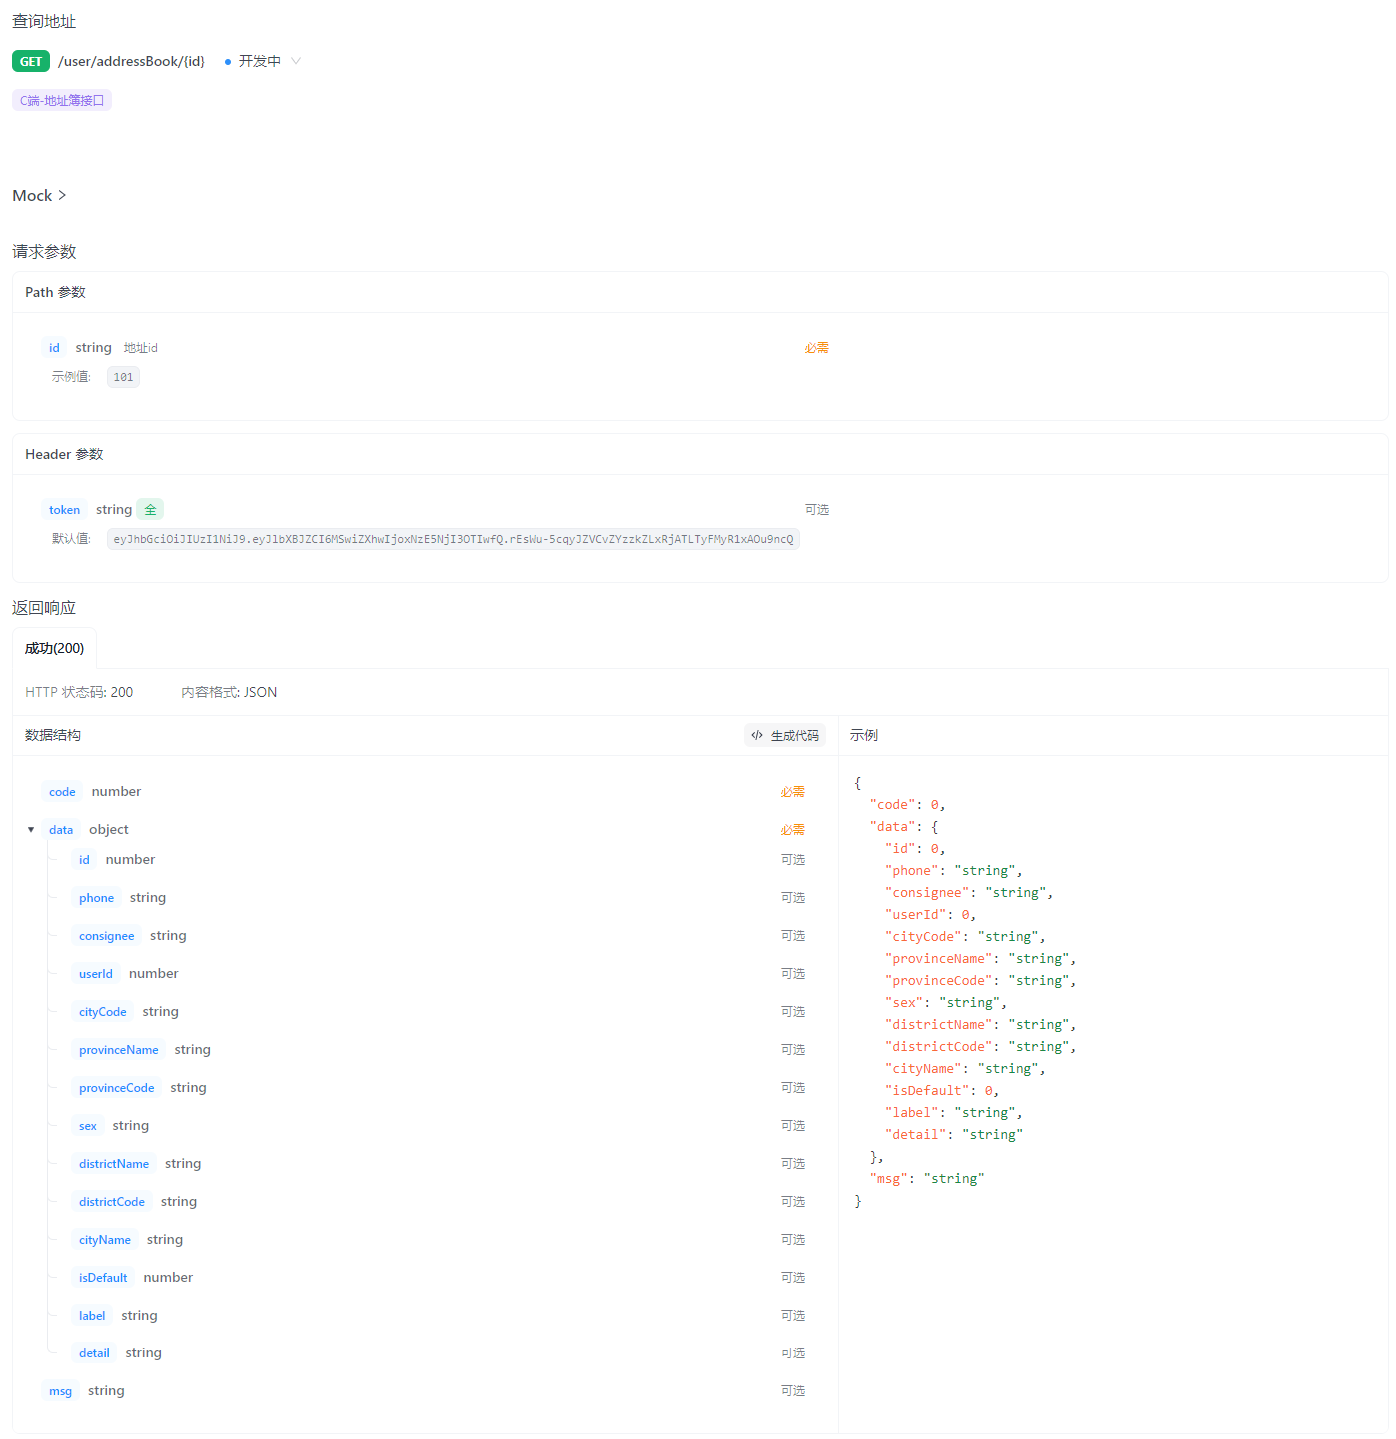 查询地址
GET /user/addressBook/{id} 开发中
C端-地址簿接口
Mock >
请求参数
Path 参数
id string 地址id 必需
示例值: 101
Header 参数
token string 全 可选
默认值: eyJhbGciOiJIUzI1NiJ9.eyJ1bXBJZCI6MSwiZXhwIjoxNzE5NjI3OTIwfQ.rEsWu-5cqyJZVCvZYzzkZLxRjATLTyFMyR1xAOu9ncQ
返回响应
成功(200)
HTTP 状态码: 200 内容格式: JSON
数据结构 生成代码
code number 必需
data object 必需
id number 可选
phone string 可选
consignee string 可选
userId number 可选
cityCode string 可选
provinceName string 可选
provinceCode string 可选
sex string 可选
districtName string 可选
districtCode string 可选
cityName string 可选
isDefault number 可选
label string 可选
detail string 可选
msg string 可选
示例
{
"code": 0,
"data": {
"id": 0,
"phone": "string",
"consignee": "string",
"userId": 0,
"cityCode": "string",
"provinceName": "string",
"provinceCode": "string",
"sex": "string",
"districtName": "string",
"districtCode": "string",
"cityName": "string",
"isDefault": 0,
"label": "string",
"detail": "string"
},
"msg": "string"
}